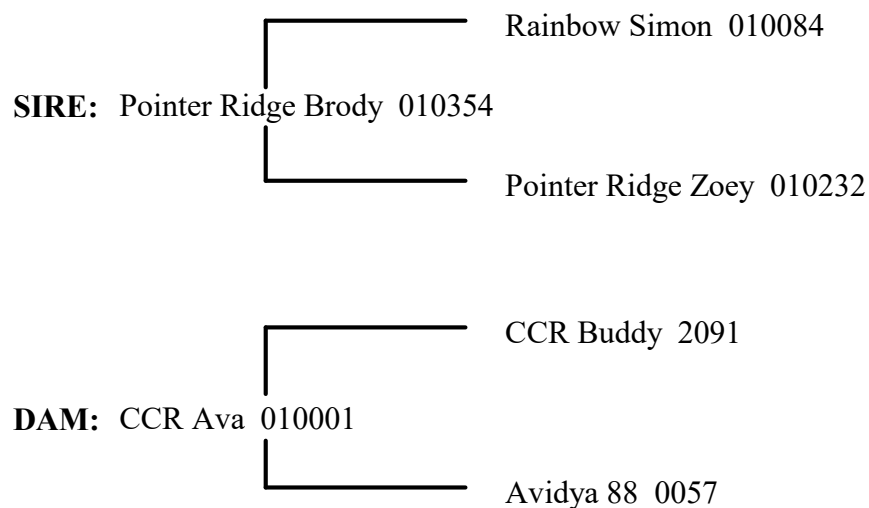 Rainbow Simon 010084
SIRE: Pointer Ridge Brody 010354
Pointer Ridge Zoey 010232
CCR Buddy 2091
DAM: CCR Ava 010001
Avidya 88 0057